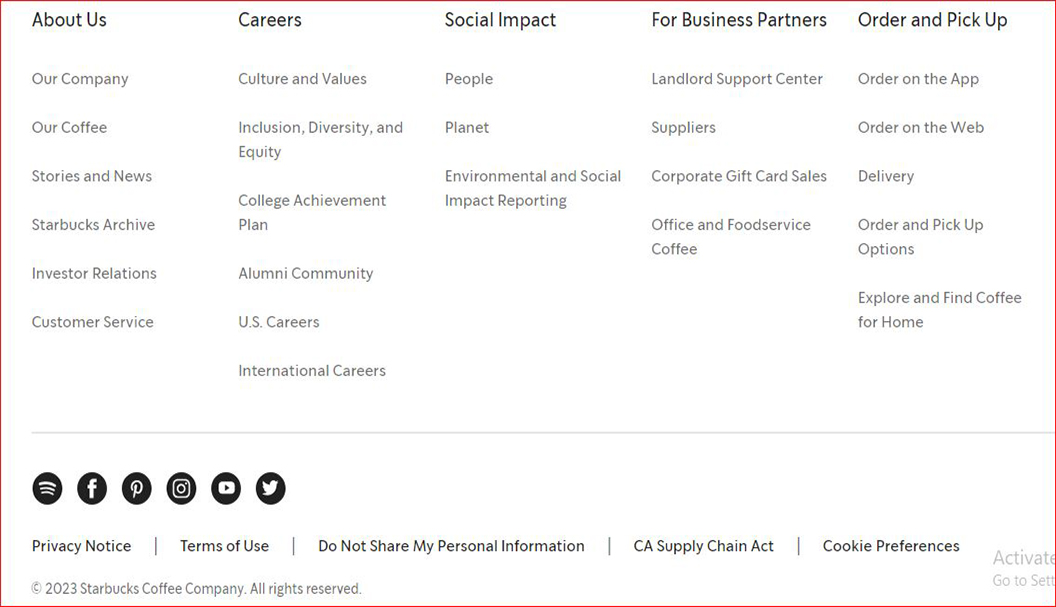 About Us
Our Company
Our Coffee
Stories and News
Starbucks Archive
Investor Relations
Customer Service
Careers
Culture and Values
Inclusion, Diversity, and
Equity
College Achievement
Plan
Alumni Community
U.S. Careers
International Careers
Social Impact
People
Planet
Environmental and Social
Impact Reporting
For Business Partners
Landlord Support Center
Suppliers
Corporate Gift Card Sales
Office and Foodservice
Coffee
Order and Pick Up
Order on the App
Order on the Web
Delivery
Order and Pick Up
Options
Explore and Find Coffee
for Home
Privacy Notice | Terms of Use | Do Not Share My Personal Information | CA Supply Chain Act | Cookie Preferences
© 2023 Starbucks Coffee Company. All rights reserved.
Activate
Go to Sett